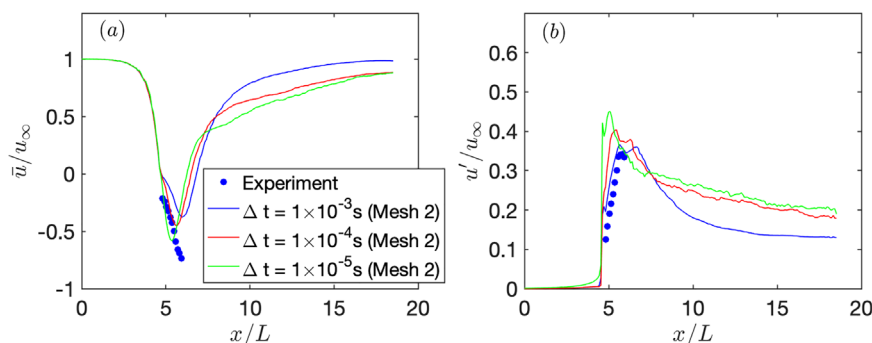 (a)
ū/u∞
1
0.5
0
-0.5
-1
0 5 10 15 20
x/L
Experiment
Δ t = 1×10⁻³s (Mesh 2)
Δ t = 1×10⁻⁴s (Mesh 2)
Δ t = 1×10⁻⁵s (Mesh 2)
(b)
u′/u∞
0.6
0.4
0.3
0.2
0.1
0
0 5 10 15 20
x/L